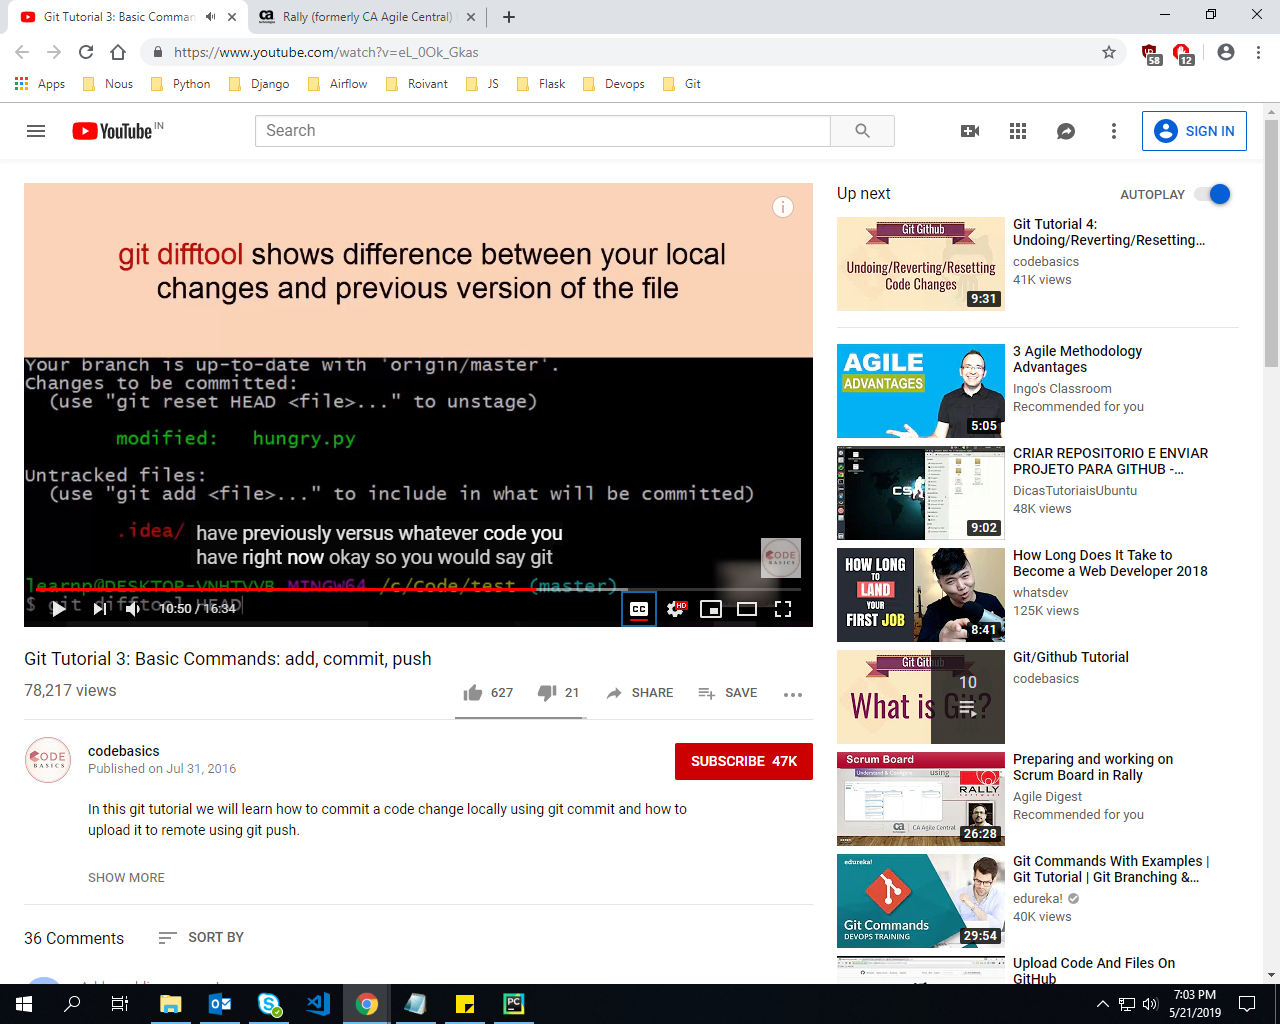 Git Tutorial 3: Basic Comman
Rally (formerly CA Agile Central)
https://www.youtube.com/watch?v=eL_0Ok_Gkas
58
12
Apps
Nous
Python
Django
Airflow
Roivant
JS
Flask
Devops
Git
YouTube IN
Search
SIGN IN
git difftool shows difference between your local
changes and previous version of the file
Your branch is up-to-date with 'origin/master'.
Changes to be committed:
(use "git reset HEAD <file>..." to unstage)
modified: hungry.py
Untracked files:
(use "git add <file>..." to include in what will be committed)
.idea/
have previously versus whatever code you
have right now okay so you would say git
CODE
BASICS
learnp@DESKTOP-VNHTVVB MINGW64 /c/Code/test (master)
$ git difftool HEAD
10:50 / 16:34
CC
HD
Git Tutorial 3: Basic Commands: add, commit, push
78,217 views
627
21
SHARE
SAVE
CODE
BASICS
codebasics
Published on Jul 31, 2016
SUBSCRIBE 47K
In this git tutorial we will learn how to commit a code change locally using git commit and how to
upload it to remote using git push.
SHOW MORE
36 Comments
SORT BY
Up next
AUTOPLAY
Git Github
Undoing/Reverting/Resetting
Code Changes
9:31
Git Tutorial 4:
Undoing/Reverting/Resetting...
codebasics
41K views
AGILE
ADVANTAGES
5:05
3 Agile Methodology
Advantages
Ingo's Classroom
Recommended for you
9:02
CRIAR REPOSITORIO E ENVIAR
PROJETO PARA GITHUB -...
DicasTutoriaisUbuntu
48K views
HOW LONG
TO
LAND
YOUR
FIRST JOB
8:41
How Long Does It Take to
Become a Web Developer 2018
whatsdev
125K views
Git Github
What is Git?
10
Git/Github Tutorial
codebasics
Scrum Board
Understand & Configure
using
RALLY
CA Agile Central
26:28
Preparing and working on
Scrum Board in Rally
Agile Digest
Recommended for you
edureka!
Git Commands
DEVOPS TRAINING
29:54
Git Commands With Examples |
Git Tutorial | Git Branching &...
edureka!
40K views
Upload Code And Files On
GitHub
7:03 PM
5/21/2019